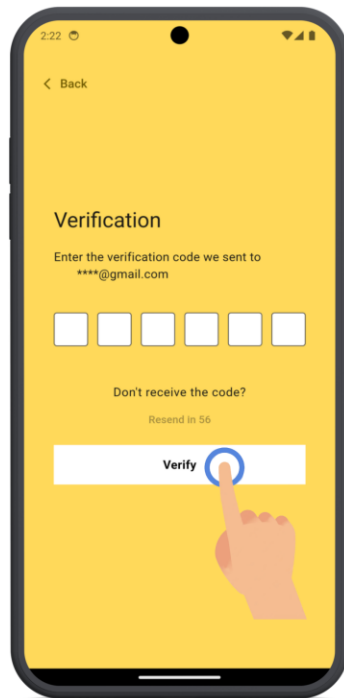 2:22
Back
Verification
Enter the verification code we sent to
****@gmail.com
Don't receive the code?
Resend in 56
Verify